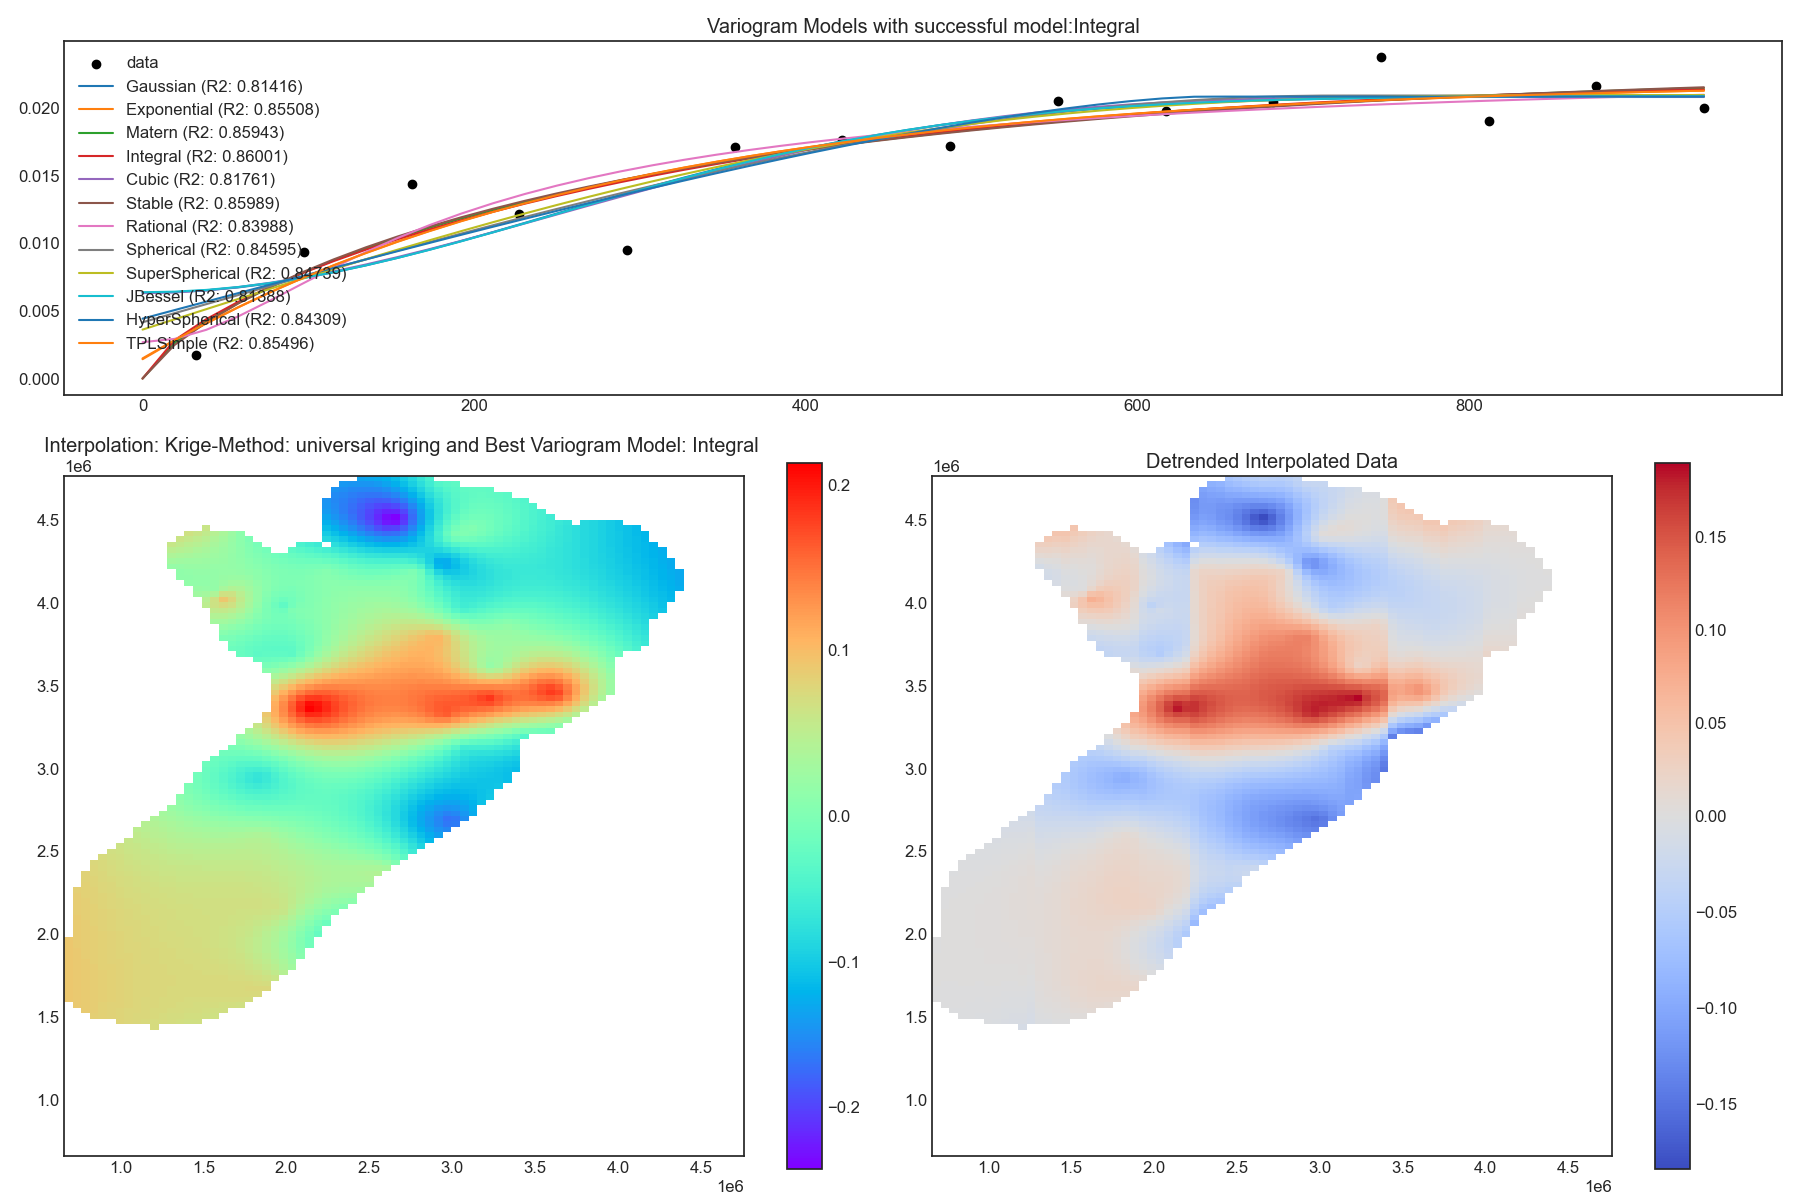 Variogram Models with successful model:Integral
data
Gaussian (R2: 0.81416)
Exponential (R2: 0.85508)
Matern (R2: 0.85943)
Integral (R2: 0.86001)
Cubic (R2: 0.81761)
Stable (R2: 0.85989)
Rational (R2: 0.83988)
Spherical (R2: 0.84595)
SuperSpherical (R2: 0.84739)
JBessel (R2: 0.81388)
HyperSpherical (R2: 0.84309)
TPLSimple (R2: 0.85496)
0.020
0.015
0.010
0.005
0.000
0 200 400 600 800
Interpolation: Krige-Method: universal kriging and Best Variogram Model: Integral
1e6
4.5
4.0
3.5
3.0
2.5
2.0
1.5
1.0
1.0 1.5 2.0 2.5 3.0 3.5 4.0 4.5
1e6
0.2
0.1
0.0
−0.1
−0.2
Detrended Interpolated Data
1e6
4.5
4.0
3.5
3.0
2.5
2.0
1.5
1.0
1.0 1.5 2.0 2.5 3.0 3.5 4.0 4.5
1e6
0.15
0.10
0.05
0.00
−0.05
−0.10
−0.15